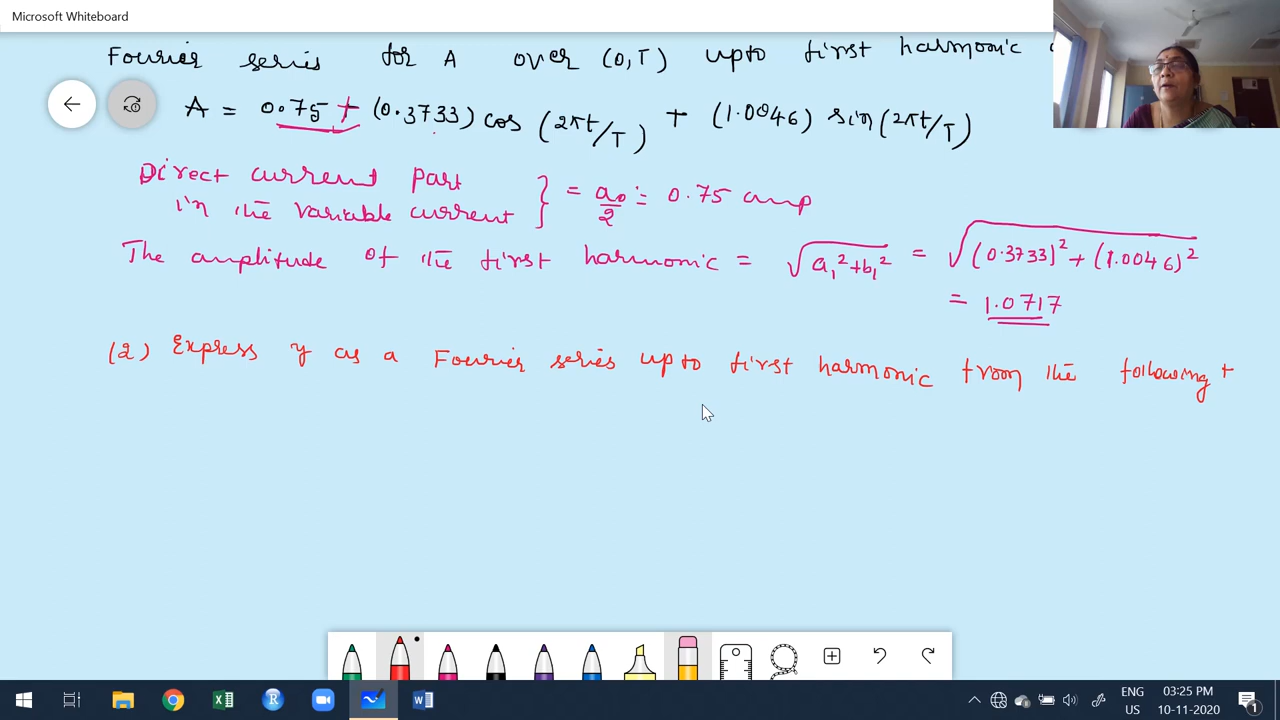 Microsoft Whiteboard
Fourier series for A over (0,T) upto first harmonic
A = 0.75 + (0.3733) cos (2πt/T) + (1.0046) sin (2πt/T)
Direct current part
in the variable current } = a₀/2 = 0.75 amp
The amplitude of the first harmonic = √(a₁²+b₁²) = √((0.3733)²+(1.0046)²)
= 1.0717
(2) Express y as a Fourier series upto first harmonic from the following
ENG
US
03:25 PM
10-11-2020
1